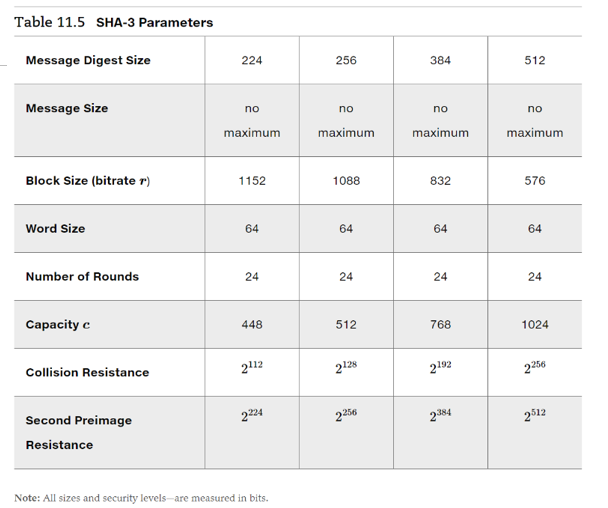 Table 11.5 SHA-3 Parameters
Message Digest Size 224 256 384 512
Message Size no maximum no maximum no maximum no maximum
Block Size (bitrate r) 1152 1088 832 576
Word Size 64 64 64 64
Number of Rounds 24 24 24 24
Capacity c 448 512 768 1024
Collision Resistance 2^112 2^128 2^192 2^256
Second Preimage Resistance 2^224 2^256 2^384 2^512
Note: All sizes and security levels—are measured in bits.